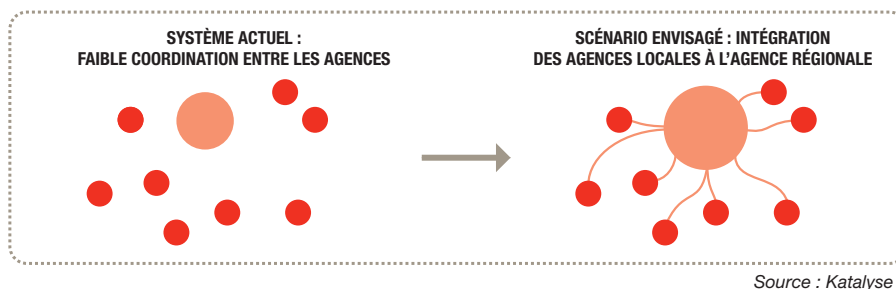 SYSTÈME ACTUEL :
FAIBLE COORDINATION ENTRE LES AGENCES
SCÉNARIO ENVISAGÉ : INTÉGRATION
DES AGENCES LOCALES À L’AGENCE RÉGIONALE
Source : Katalyse